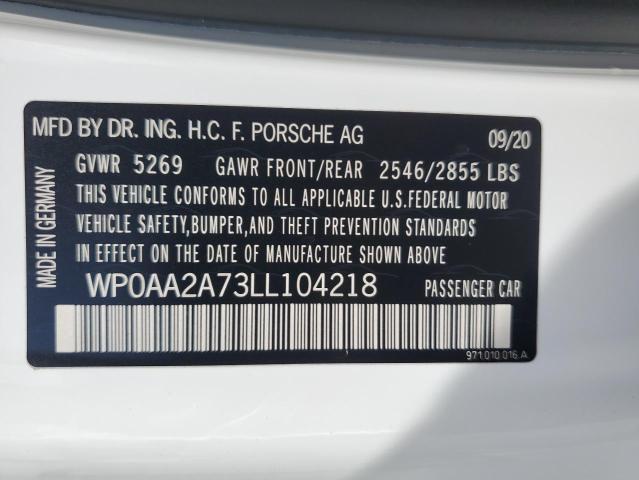 MFD BY DR. ING. H.C. F. PORSCHE AG 09/20
GVWR 5269 GAWR FRONT/REAR 2546/2855 LBS
THIS VEHICLE CONFORMS TO ALL APPLICABLE U.S.FEDERAL MOTOR
VEHICLE SAFETY,BUMPER,AND THEFT PREVENTION STANDARDS
IN EFFECT ON THE DATE OF MANUFACTURE SHOWN ABOVE
MADE IN GERMANY
WP0AA2A73LL104218 PASSENGER CAR
971.010.016.A